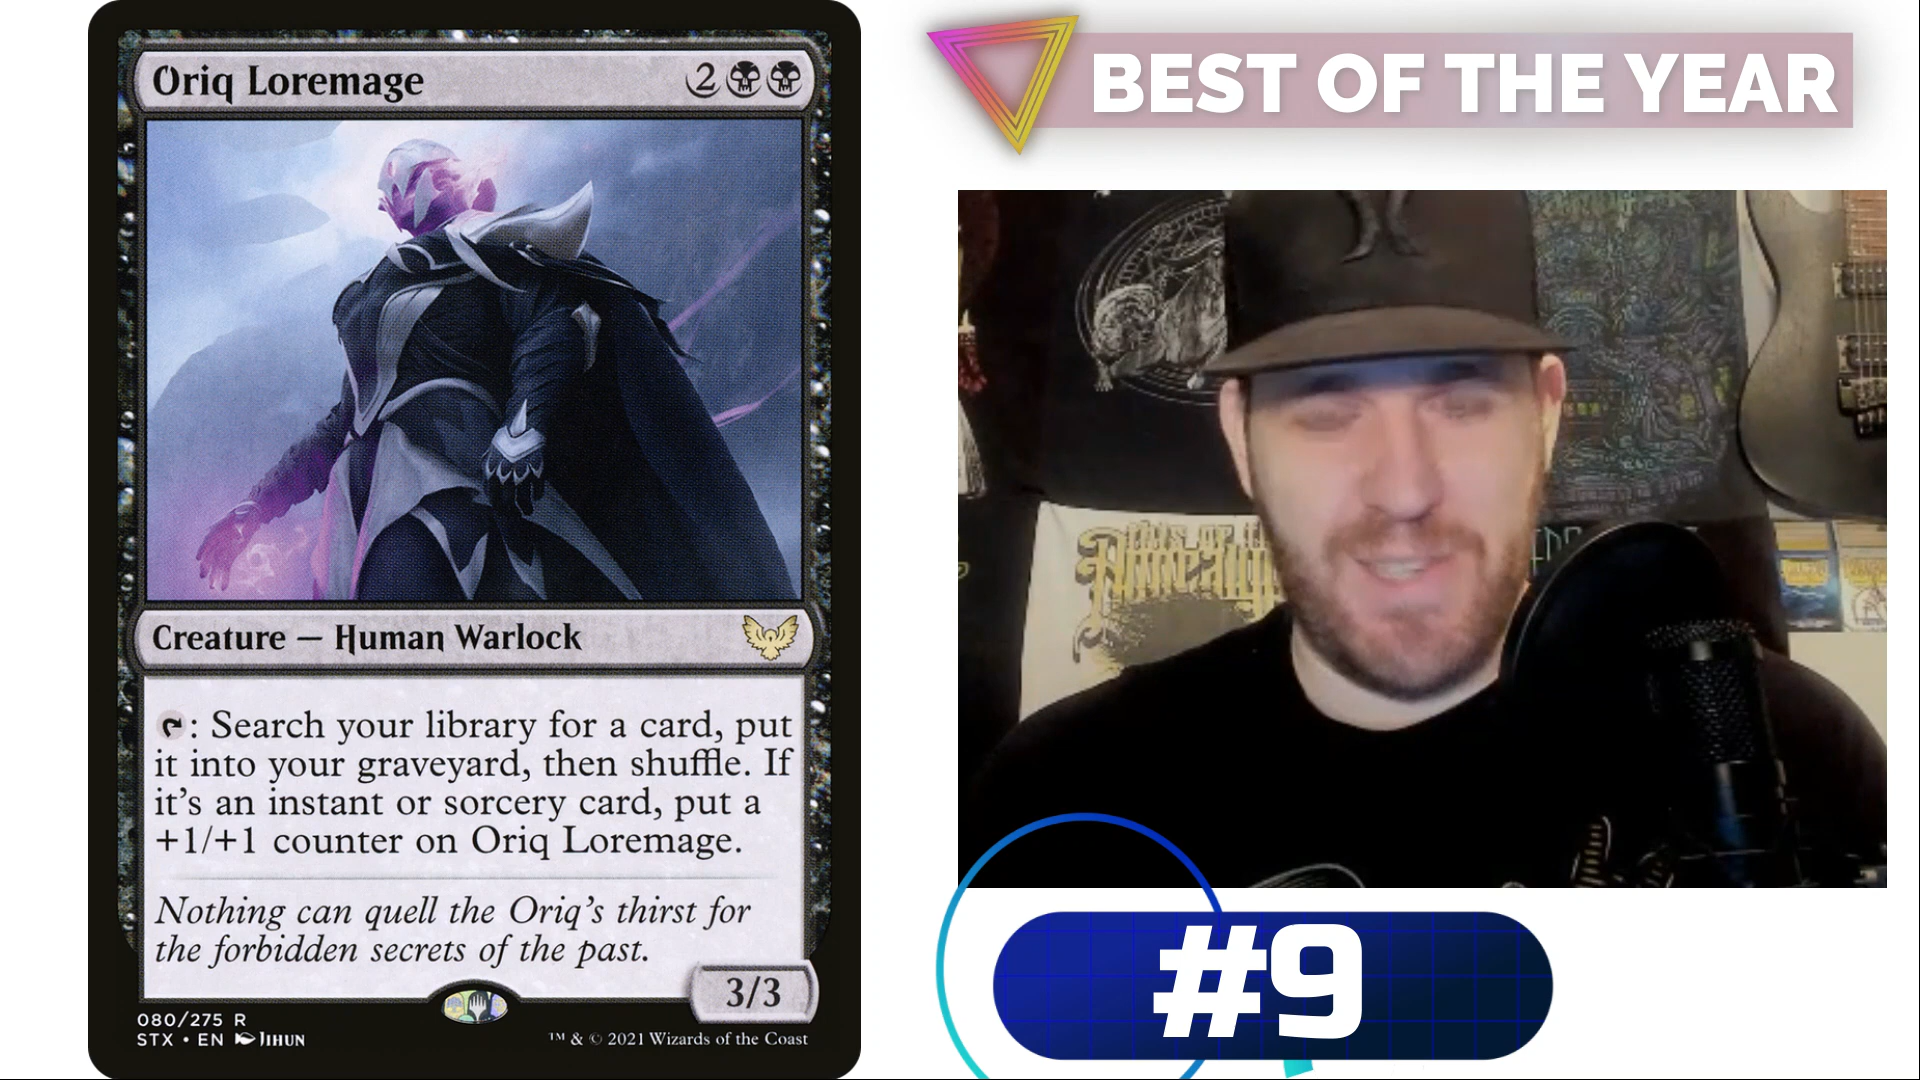 Oriq Loremage
2
Creature — Human Warlock
: Search your library for a card, put
it into your graveyard, then shuffle. If
it's an instant or sorcery card, put a
+1/+1 counter on Oriq Loremage.
Nothing can quell the Oriq's thirst for
the forbidden secrets of the past.
3/3
080/275 R
STX • EN JIHUN
™ & © 2021 Wizards of the Coast
BEST OF THE YEAR
#9